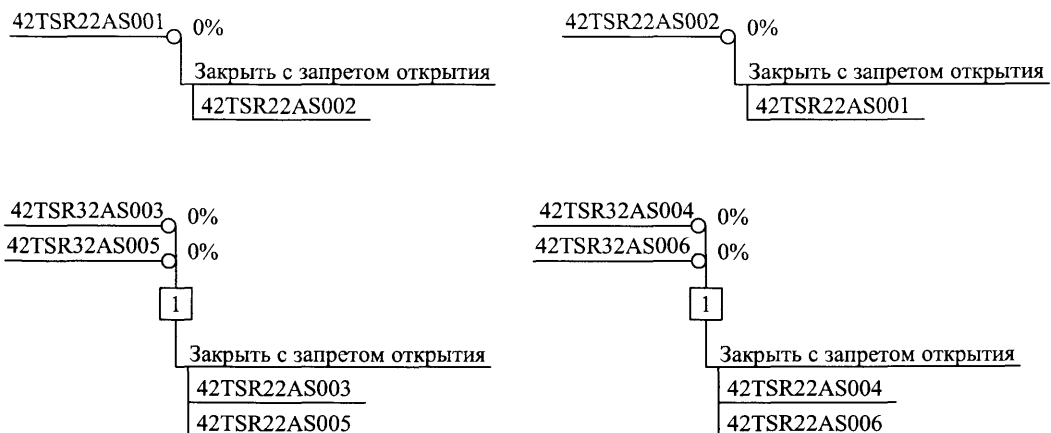 42TSR22AS001 0%
Закрыть с запретом открытия
42TSR22AS002
42TSR22AS002 0%
Закрыть с запретом открытия
42TSR22AS001
42TSR32AS003 0%
42TSR32AS005 0%
1
Закрыть с запретом открытия
42TSR22AS003
42TSR22AS005
42TSR32AS004 0%
42TSR32AS006 0%
1
Закрыть с запретом открытия
42TSR22AS004
42TSR22AS006